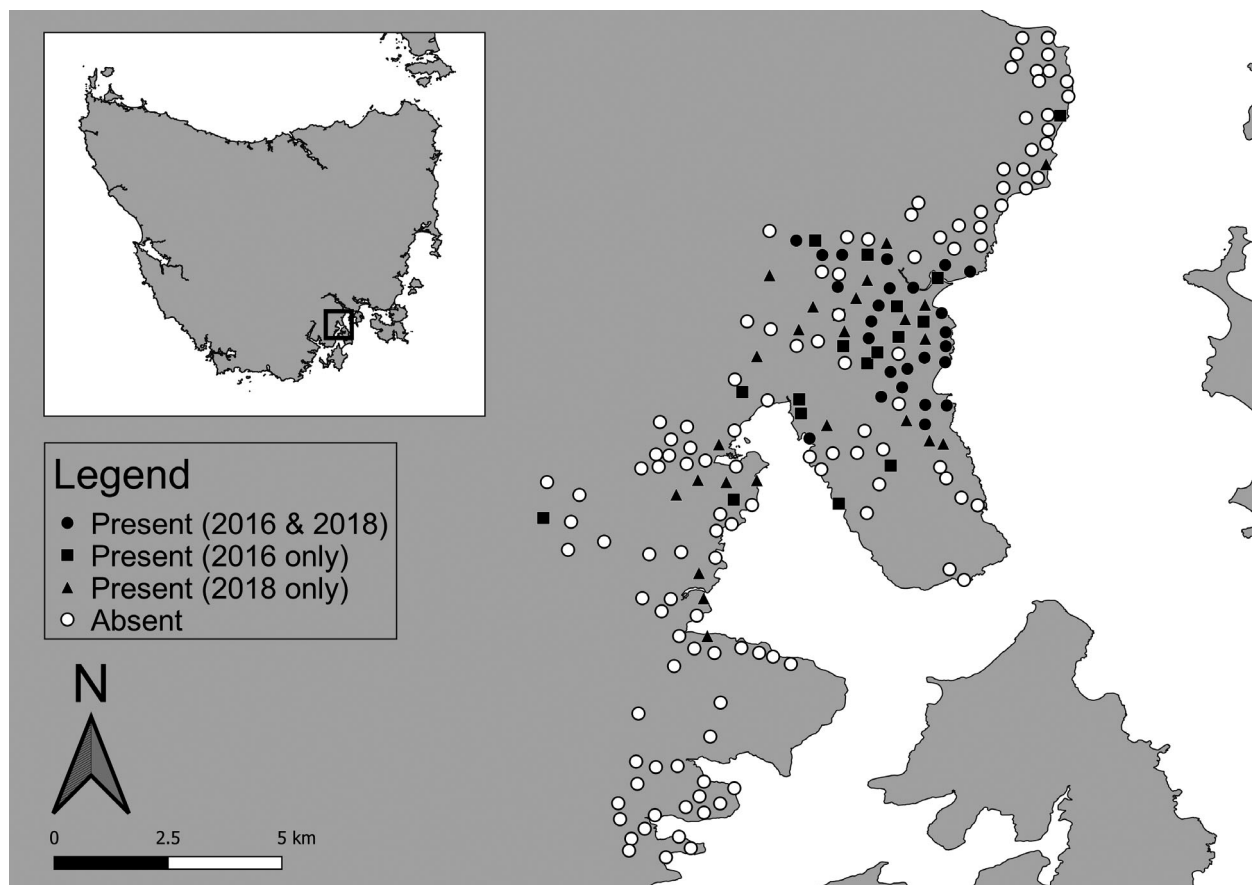 Legend
Present (2016 & 2018)
Present (2016 only)
Present (2018 only)
Absent
N
0 2.5 5 km